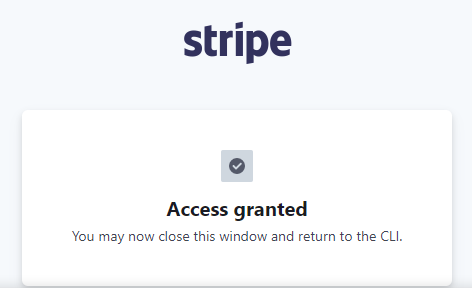 stripe
Access granted
You may now close this window and return to the CLI.